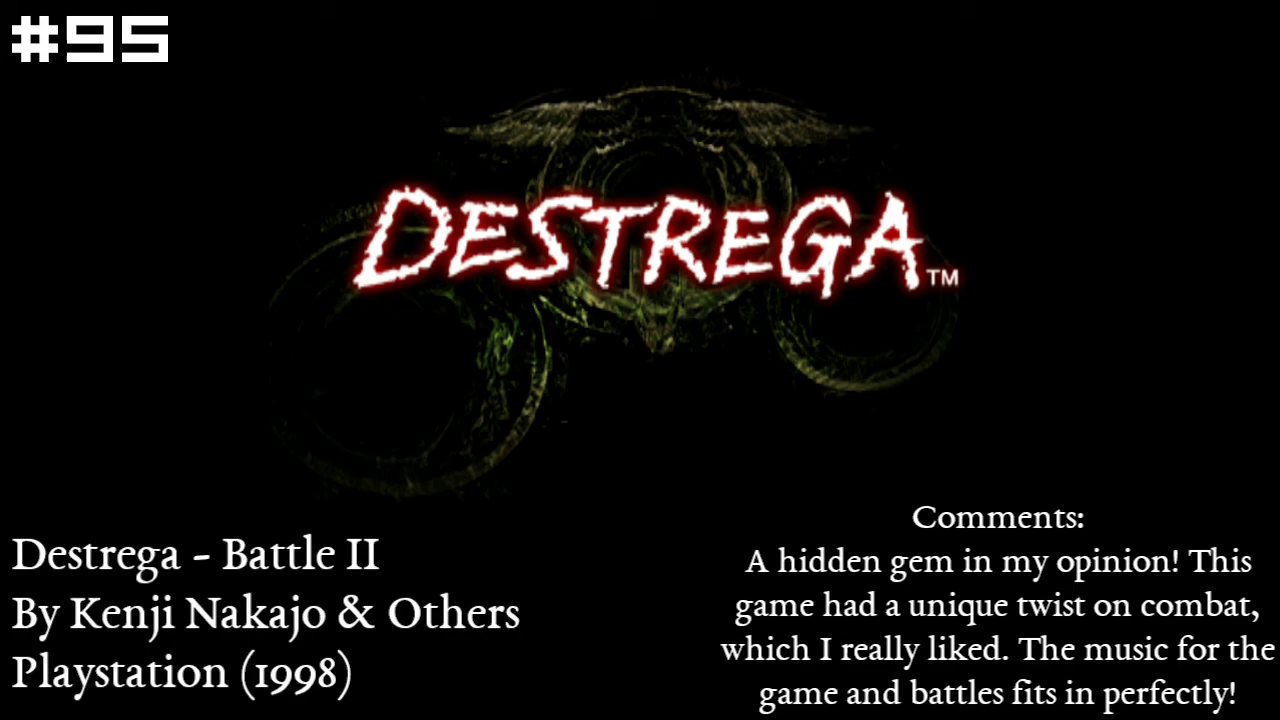 #95
DESTREGA™
Destrega - Battle II
By Kenji Nakajo & Others
Playstation (1998)
Comments:
A hidden gem in my opinion! This
game had a unique twist on combat,
which I really liked. The music for the
game and battles fits in perfectly!